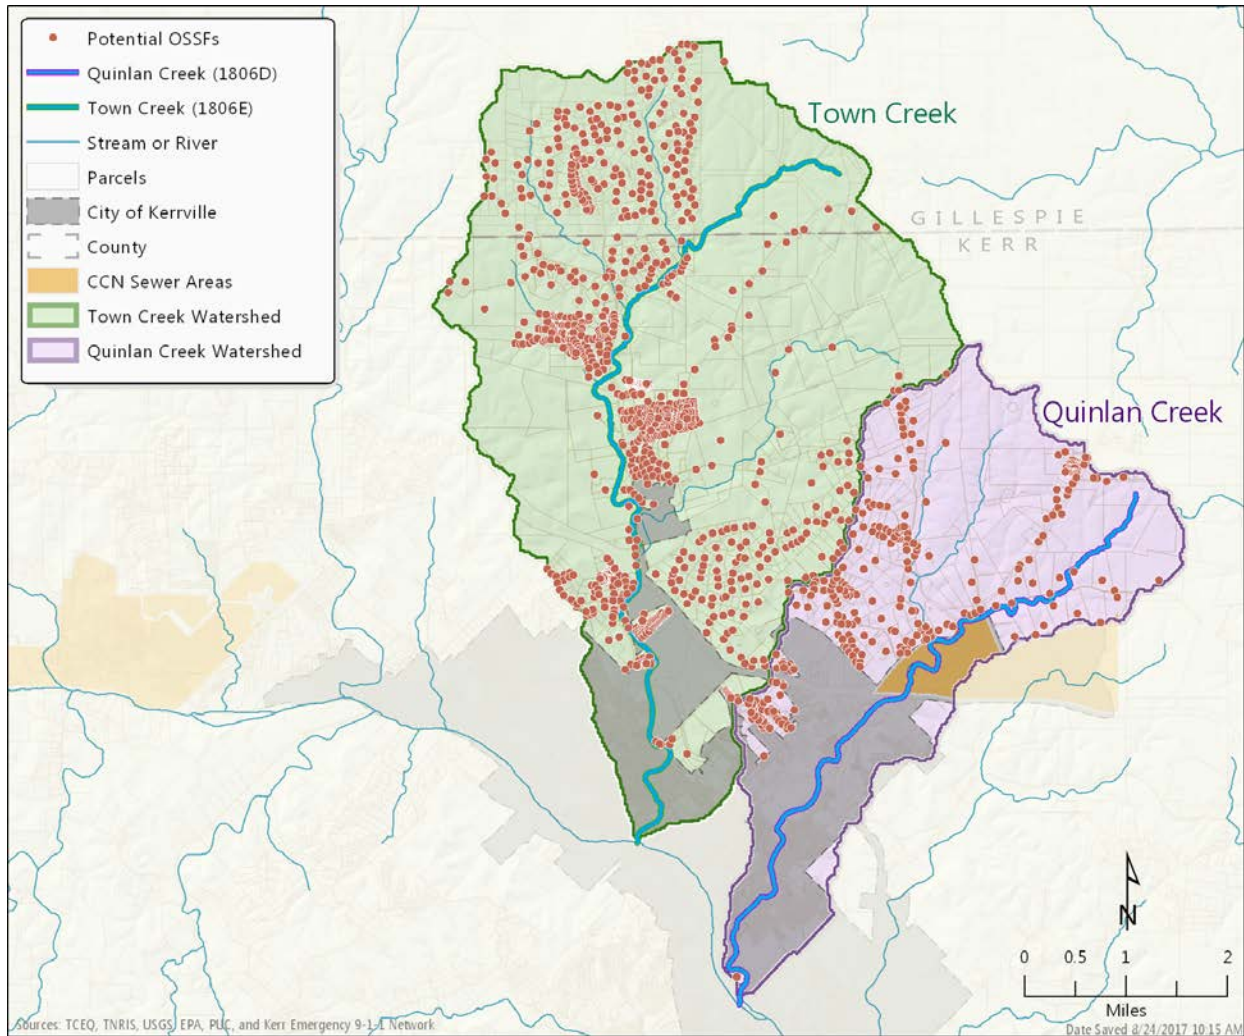 Potential OSSFs
Quinlan Creek (1806D)
Town Creek (1806E)
Stream or River
Parcels
City of Kerrville
County
CCN Sewer Areas
Town Creek Watershed
Quinlan Creek Watershed
Town Creek
GILLESPIE
KERR
Quinlan Creek
N
0 0.5 1 2
Miles
Sources: TCEQ, TNRIS, USGS, EPA, PUC, and Kerr Emergency 9-1-1 Network
Date Saved 8/24/2017 10:15 AM